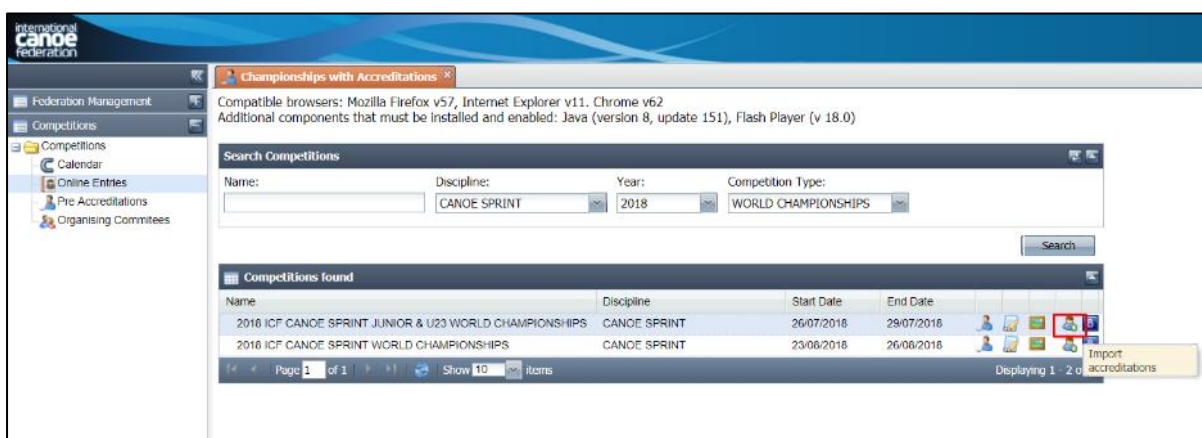 international
canoe
federation
Championships with Accreditations
Federation Management
Competitions
Competitions
Calendar
Online Entries
Pre Accreditations
Organising Commitees
Compatible browsers: Mozilla Firefox v57, Internet Explorer v11. Chrome v62
Additional components that must be installed and enabled: Java (version 8, update 151), Flash Player (v 18.0)
Search Competitions
Name: Discipline: Year: Competition Type:
CANOE SPRINT 2018 WORLD CHAMPIONSHIPS
Search
Competitions found
Name Discipline Start Date End Date
2018 ICF CANOE SPRINT JUNIOR & U23 WORLD CHAMPIONSHIPS CANOE SPRINT 26/07/2018 29/07/2018
2018 ICF CANOE SPRINT WORLD CHAMPIONSHIPS CANOE SPRINT 23/08/2018 26/08/2018
Page 1 of 1 Show 10 items Displaying 1 - 2 o
Import
accreditations